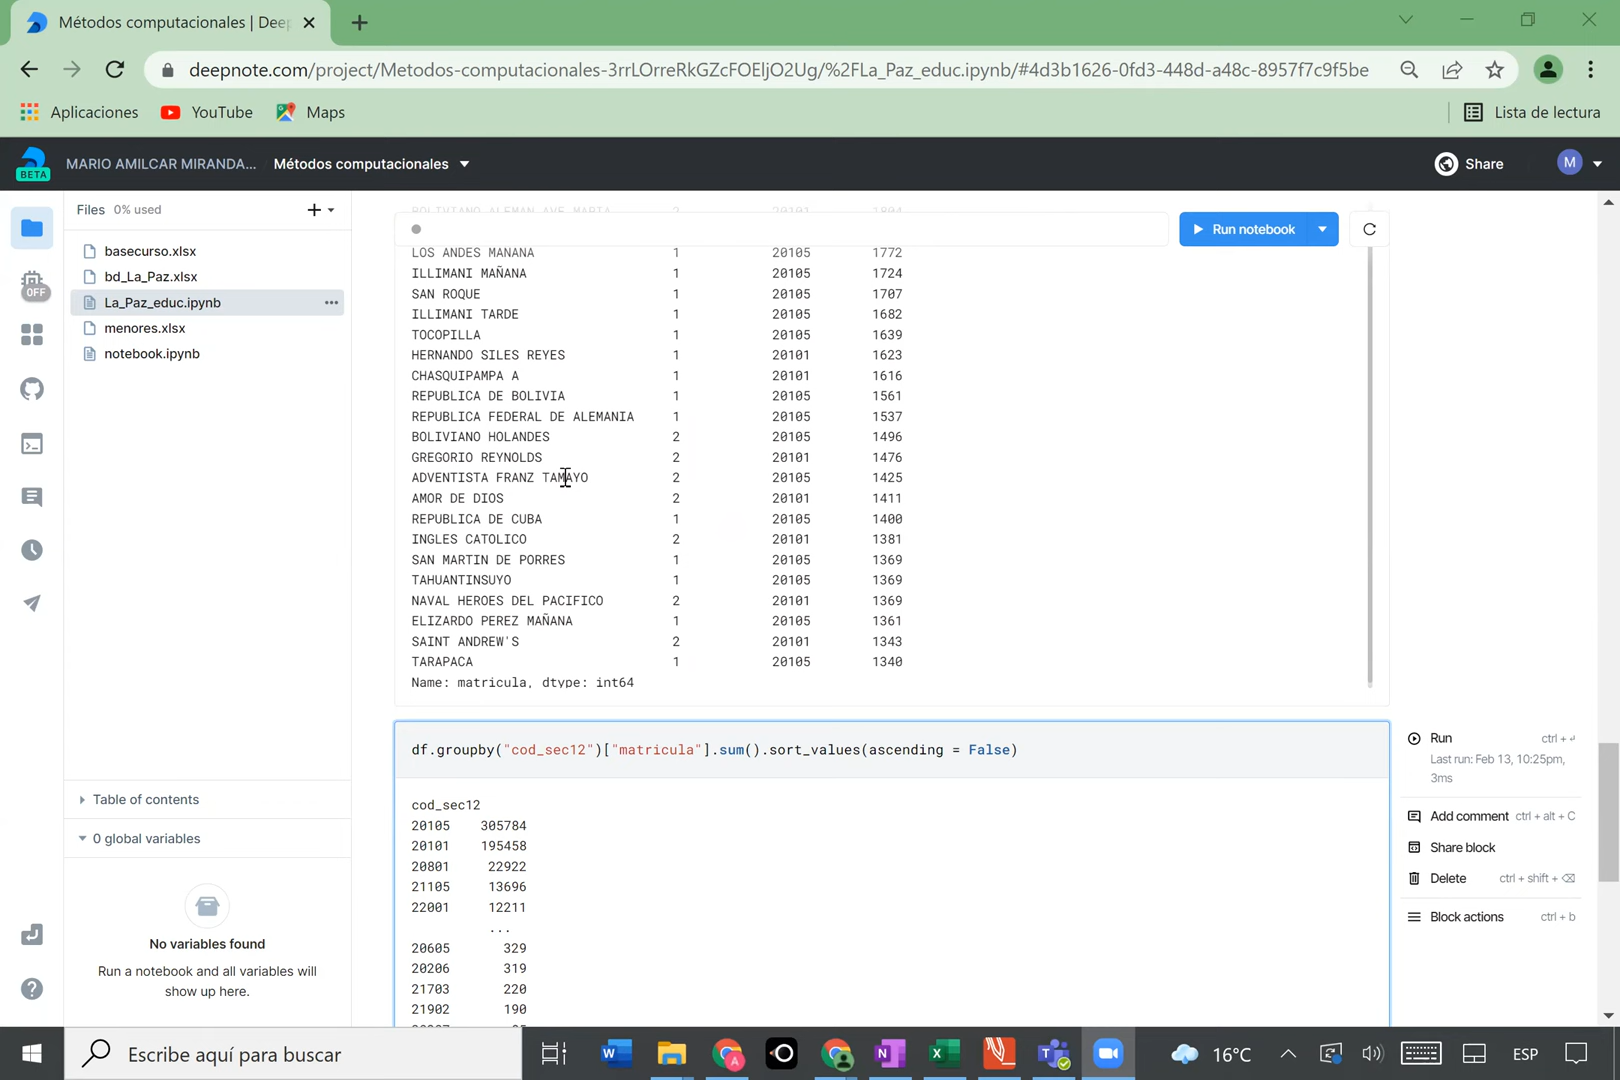 Métodos computacionales | Deep
deepnote.com/project/Metodos-computacionales-3rrLOrreRkGZcFOEljO2Ug/%2FLa_Paz_educ.ipynb/#4d3b1626-0fd3-448d-a48c-8957f7c9f5be
Aplicaciones YouTube Maps Lista de lectura
BETA MARIO AMILCAR MIRANDA... Métodos computacionales Share M
Files 0% used
basecurso.xlsx
bd_La_Paz.xlsx
La_Paz_educ.ipynb
menores.xlsx
notebook.ipynb
OFF
Table of contents
0 global variables
No variables found
Run a notebook and all variables will
show up here.
Run notebook
BOLIVIANO ALEMAN AVE MARIA 2 20101 1804
LOS ANDES MAÑANA 1 20105 1772
ILLIMANI MAÑANA 1 20105 1724
SAN ROQUE 1 20105 1707
ILLIMANI TARDE 1 20105 1682
TOCOPILLA 1 20105 1639
HERNANDO SILES REYES 1 20101 1623
CHASQUIPAMPA A 1 20101 1616
REPUBLICA DE BOLIVIA 1 20105 1561
REPUBLICA FEDERAL DE ALEMANIA 1 20105 1537
BOLIVIANO HOLANDES 2 20105 1496
GREGORIO REYNOLDS 2 20101 1476
ADVENTISTA FRANZ TAMAYO 2 20105 1425
AMOR DE DIOS 2 20101 1411
REPUBLICA DE CUBA 1 20105 1400
INGLES CATOLICO 2 20101 1381
SAN MARTIN DE PORRES 1 20105 1369
TAHUANTINSUYO 1 20105 1369
NAVAL HEROES DEL PACIFICO 2 20101 1369
ELIZARDO PEREZ MAÑANA 1 20105 1361
SAINT ANDREW'S 2 20101 1343
TARAPACA 1 20105 1340
Name: matricula, dtype: int64
df.groupby("cod_sec12")["matricula"].sum().sort_values(ascending = False)
cod_sec12
20105 305784
20101 195458
20801 22922
21105 13696
22001 12211
...
20605 329
20206 319
21703 220
21902 190
Run ctrl + ↵
Last run: Feb 13, 10:25pm,
3ms
Add comment ctrl + alt + C
Share block
Delete ctrl + shift + ⌫
Block actions ctrl + b
Escribe aquí para buscar
16°C ESP